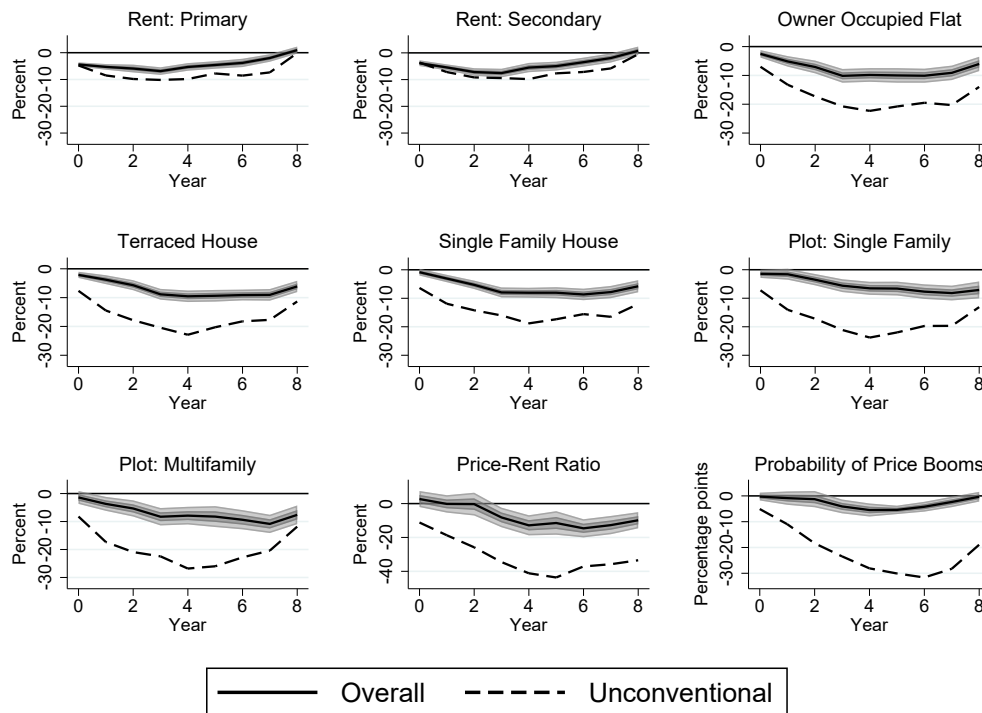 Rent: Primary
Percent
0
-10
-20
-30
0 2 4 6 8
Year
Rent: Secondary
Percent
0
-10
-20
-30
0 2 4 6 8
Year
Owner Occupied Flat
Percent
0
-10
-20
-30
0 2 4 6 8
Year
Terraced House
Percent
0
-10
-20
-30
0 2 4 6 8
Year
Single Family House
Percent
0
-10
-20
-30
0 2 4 6 8
Year
Plot: Single Family
Percent
0
-10
-20
-30
0 2 4 6 8
Year
Plot: Multifamily
Percent
0
-10
-20
-30
0 2 4 6 8
Year
Price-Rent Ratio
Percent
0
-20
-40
0 2 4 6 8
Year
Probability of Price Booms
Percentage points
0
-10
-20
-30
0 2 4 6 8
Year
Overall Unconventional